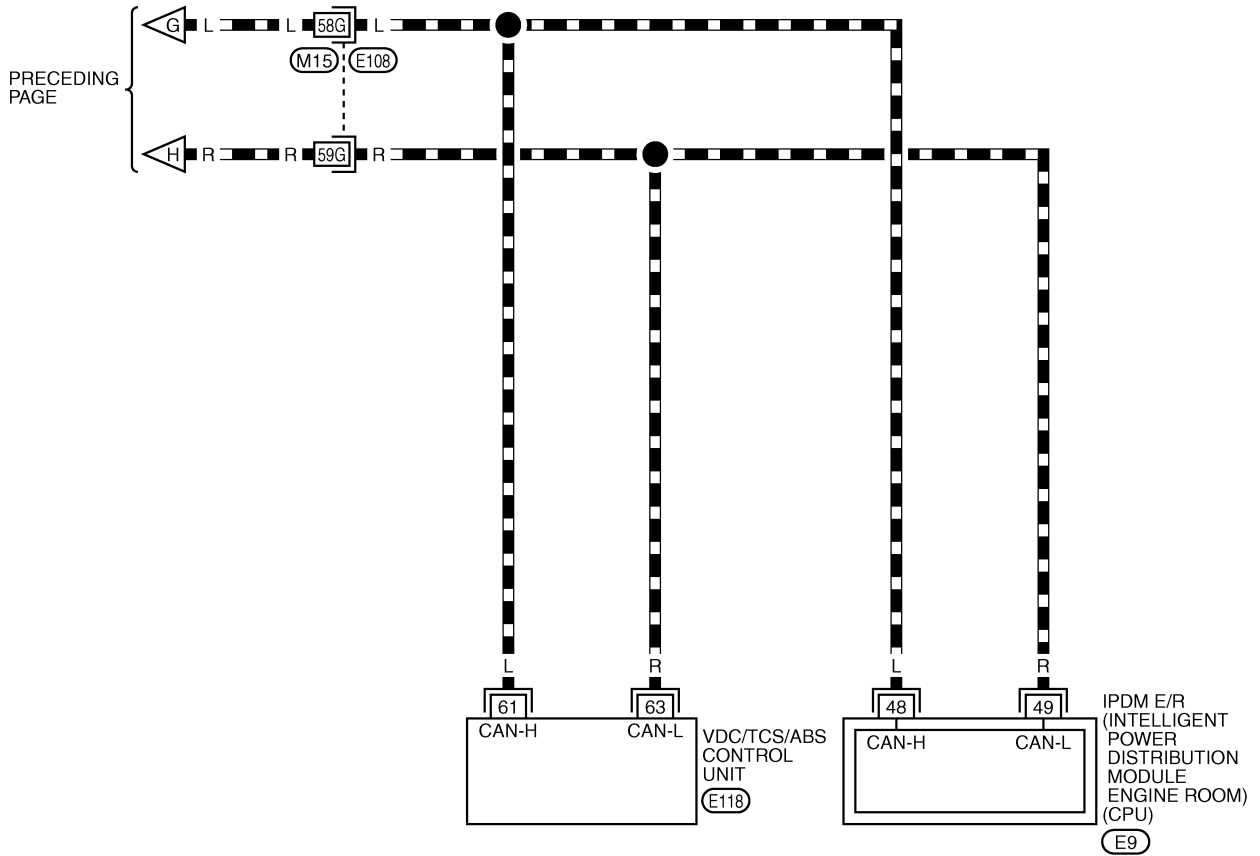 G L L 58G L
M15 E108
PRECEDING
PAGE
H R R 59G R
L R L R
61 63 48 49
CAN-H CAN-L
VDC/TCS/ABS
CONTROL
UNIT
E118
CAN-H CAN-L
IPDM E/R
(INTELLIGENT
POWER
DISTRIBUTION
MODULE
ENGINE ROOM)
(CPU)
E9